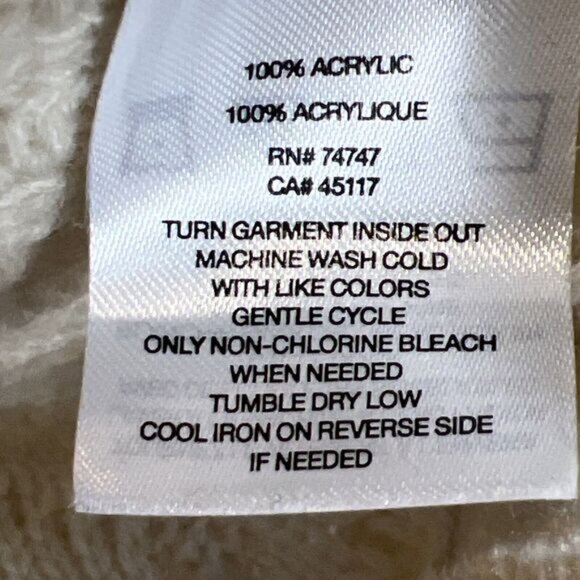 100% ACRYLIC
100% ACRYLIQUE
RN# 74747
CA# 45117
TURN GARMENT INSIDE OUT
MACHINE WASH COLD
WITH LIKE COLORS
GENTLE CYCLE
ONLY NON-CHLORINE BLEACH
WHEN NEEDED
TUMBLE DRY LOW
COOL IRON ON REVERSE SIDE
IF NEEDED